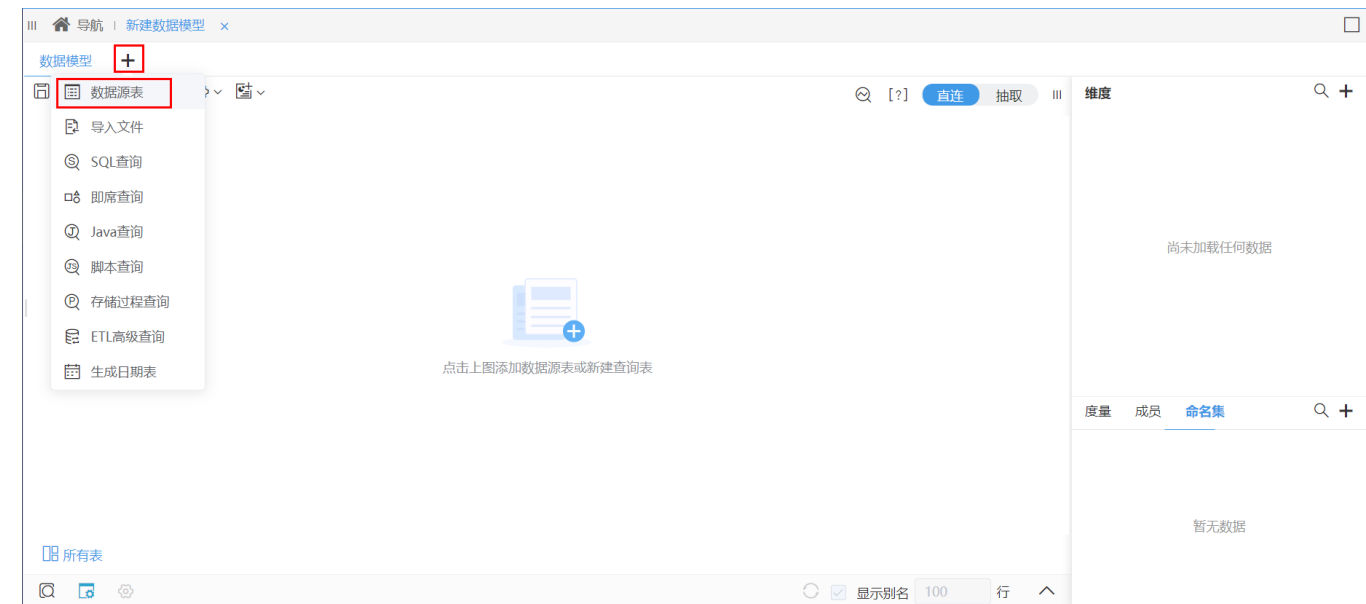 导航 新建数据模型 ×
数据模型 +
数据源表
导入文件
SQL查询
即席查询
Java查询
脚本查询
存储过程查询
ETL高级查询
生成日期表
[?] 直连 抽取
点击上图添加数据源表或新建查询表
所有表
显示别名 100 行
维度
尚未加载任何数据
度量 成员 命名集
暂无数据